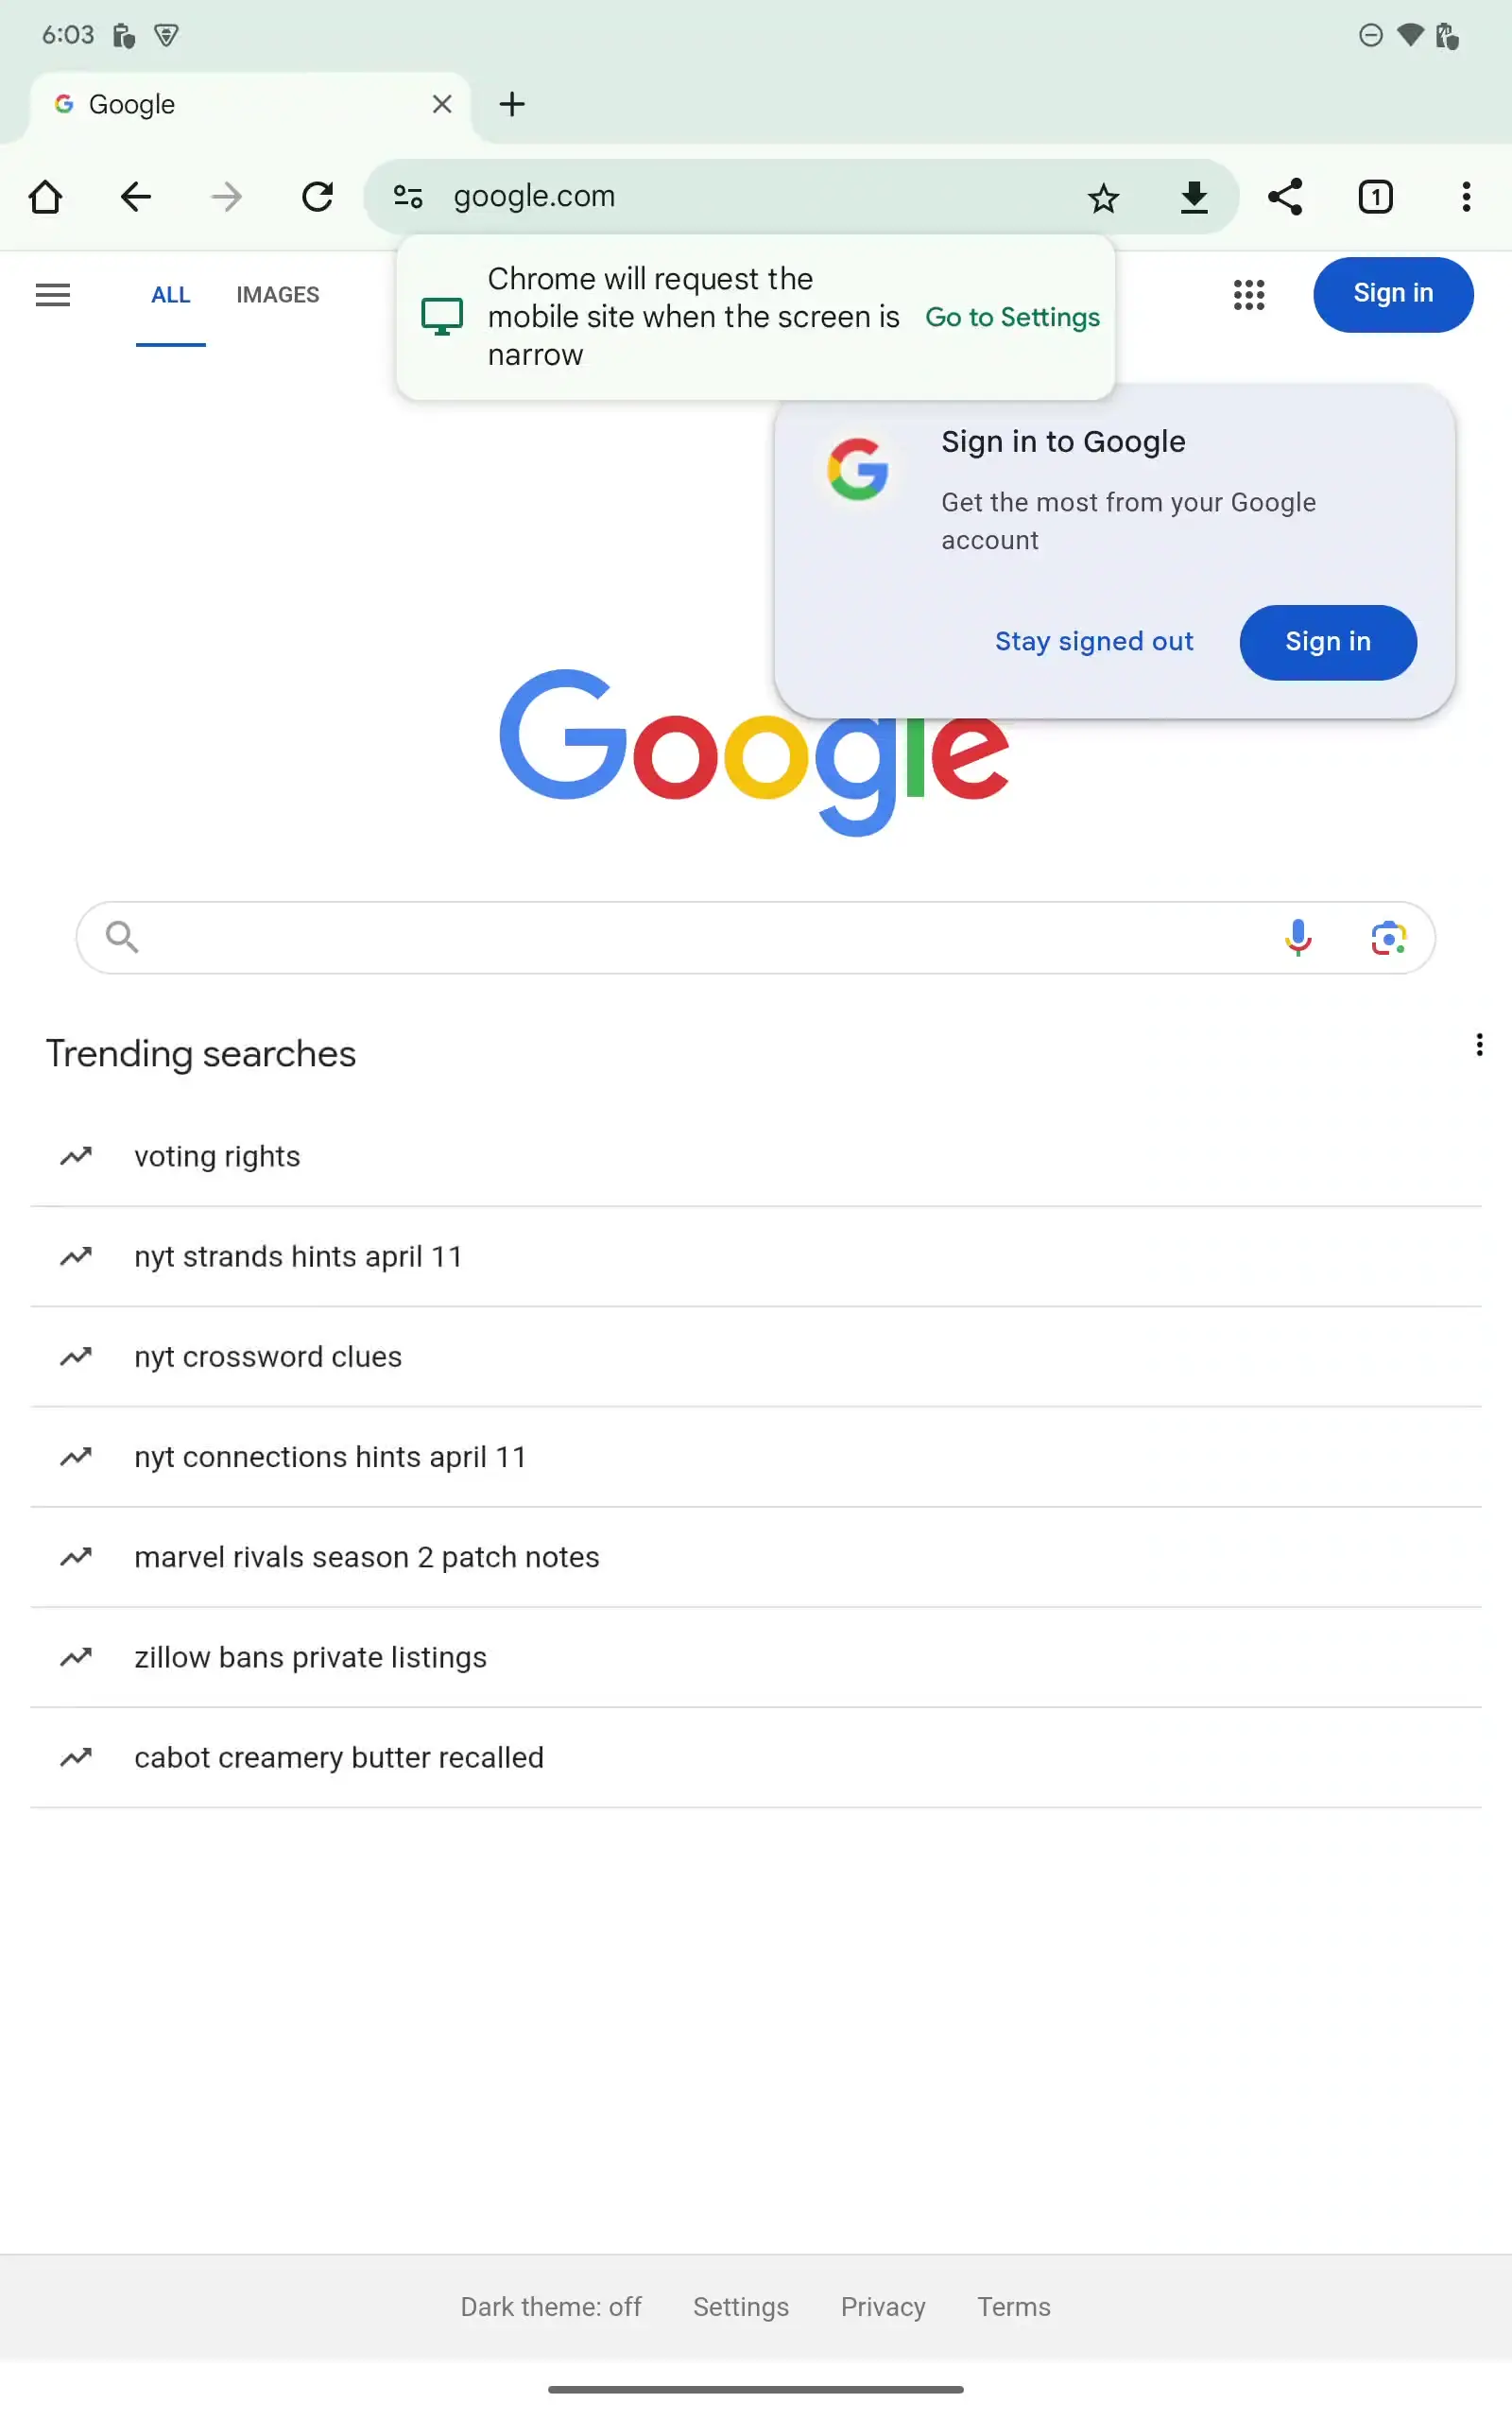 6:03
Google
google.com
1
Chrome will request the
mobile site when the screen is
narrow
Go to Settings
ALL
IMAGES
Sign in
Sign in to Google
Get the most from your Google
account
Stay signed out
Sign in
Google
Trending searches
voting rights
nyt strands hints april 11
nyt crossword clues
nyt connections hints april 11
marvel rivals season 2 patch notes
zillow bans private listings
cabot creamery butter recalled
Dark theme: off
Settings
Privacy
Terms